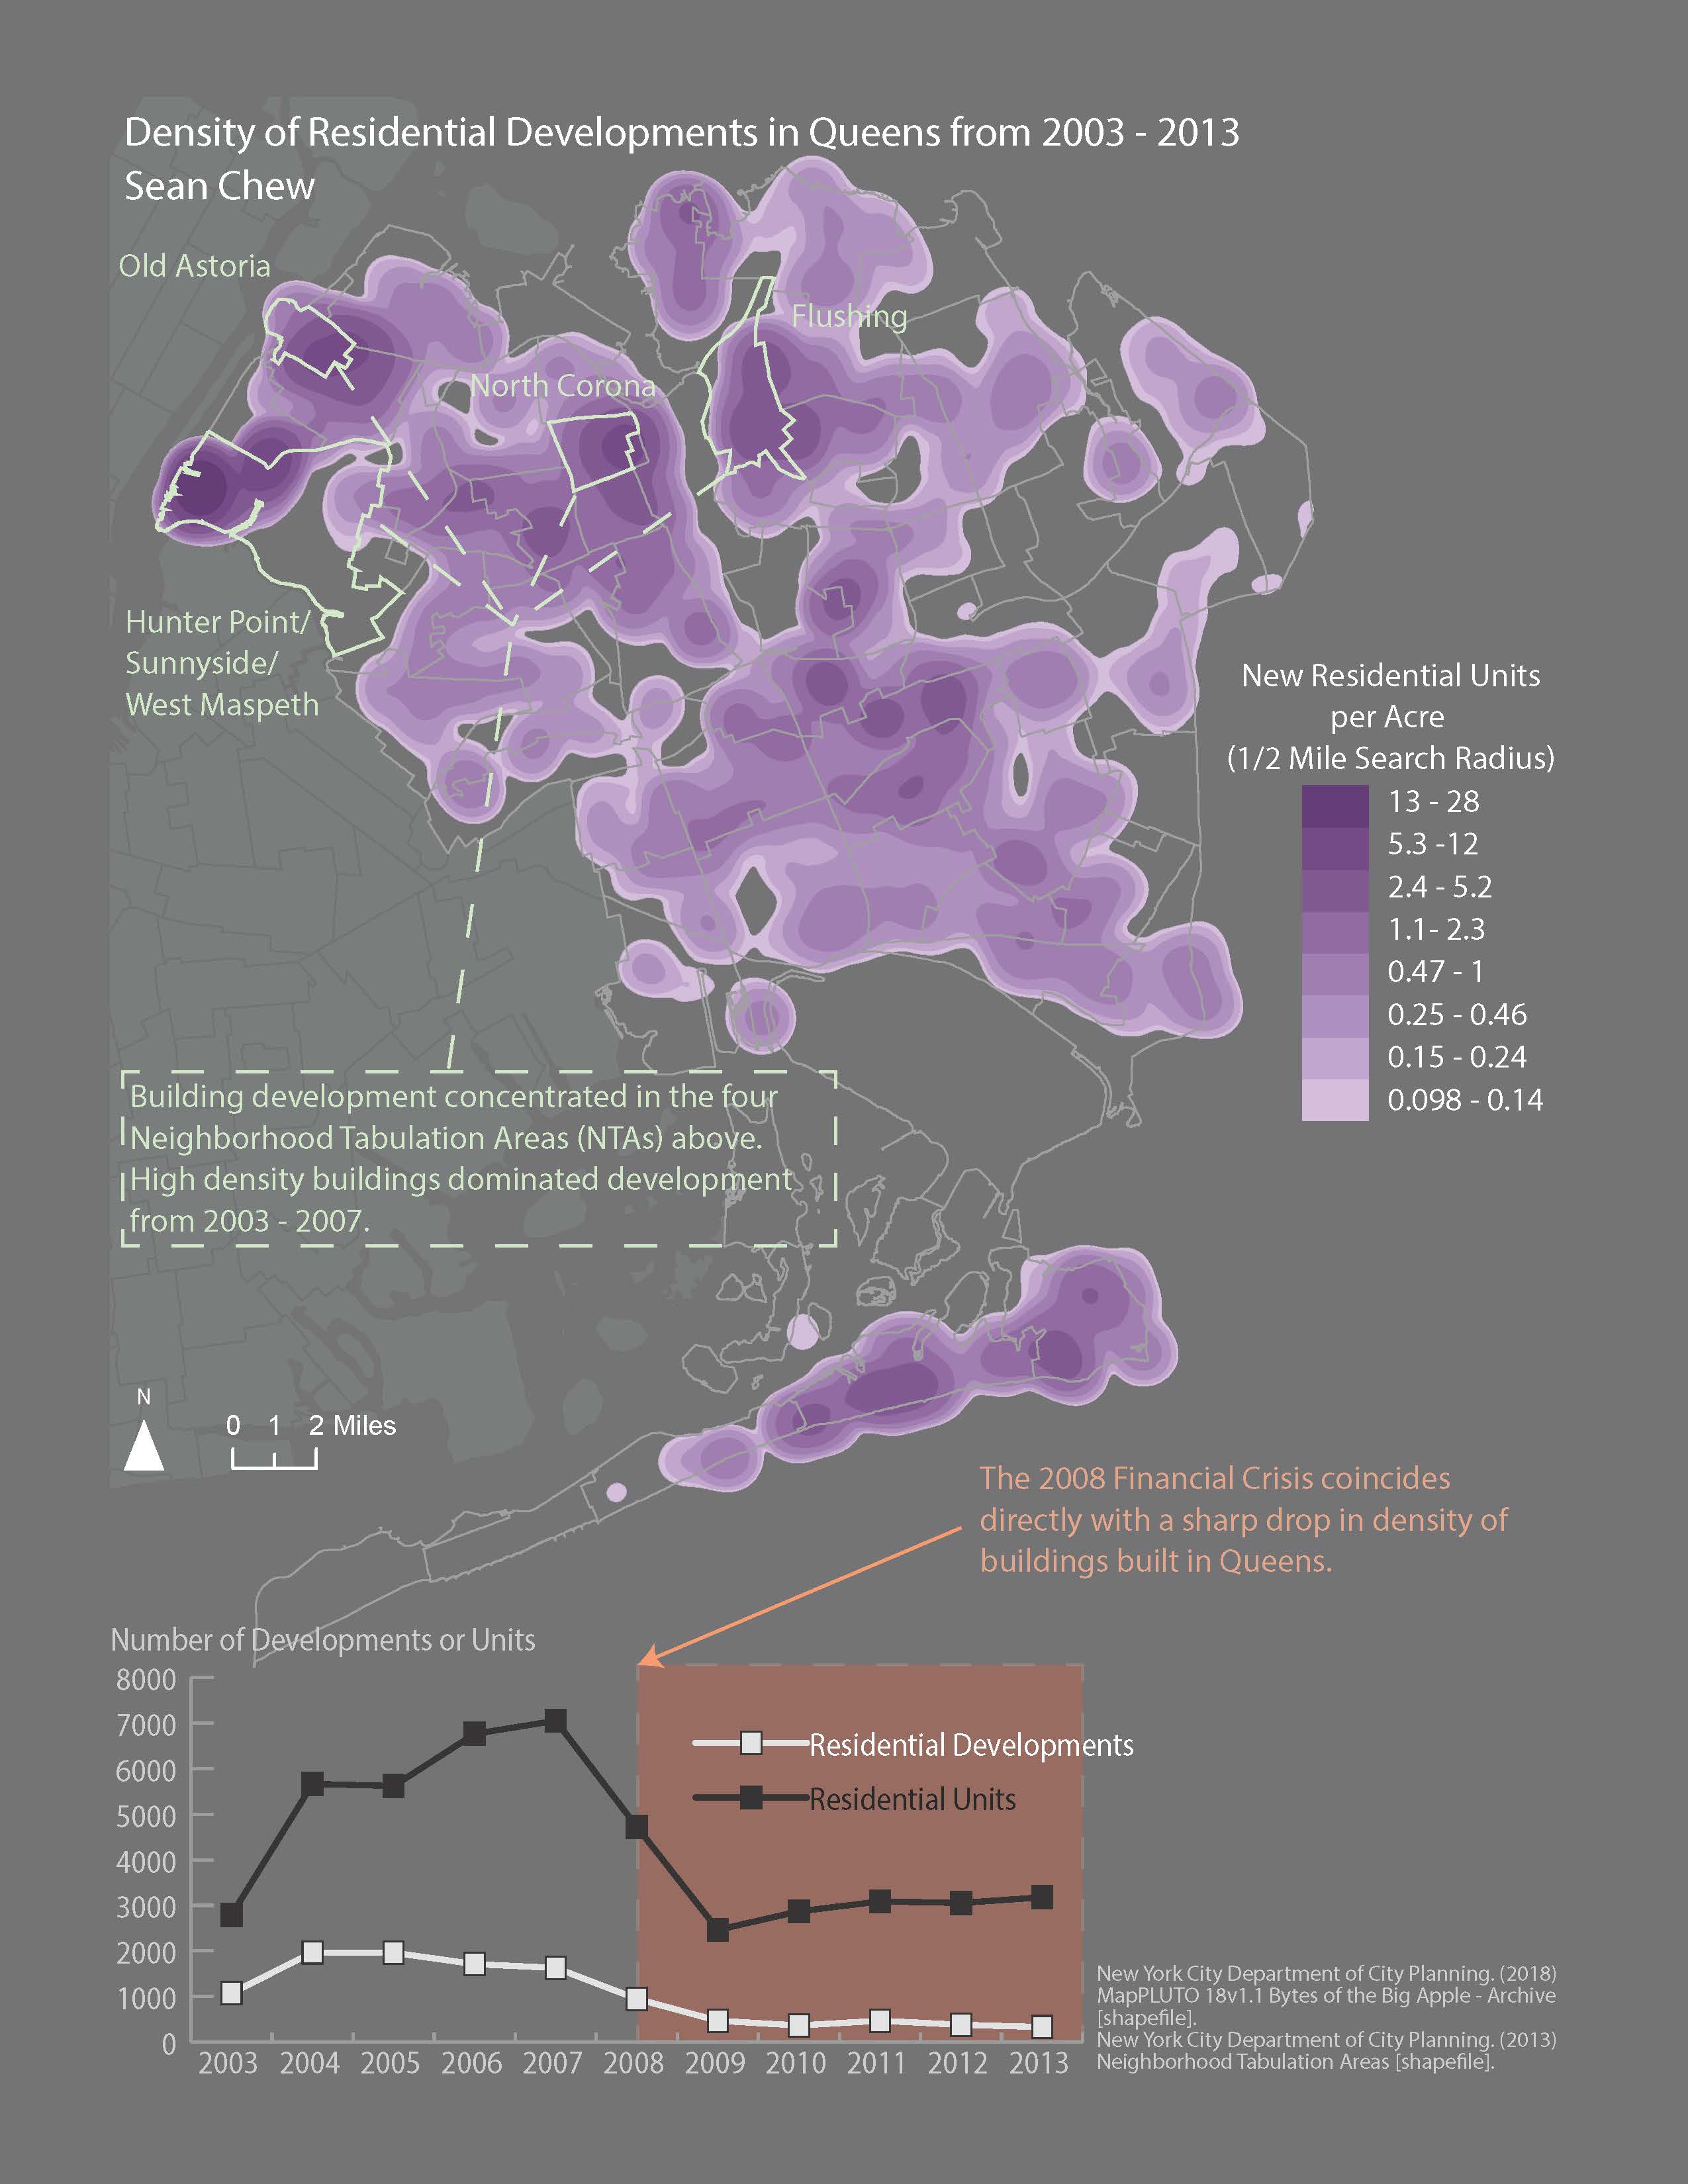 Density of Residential Developments in Queens from 2003 - 2013
Sean Chew
Old Astoria
Flushing
North Corona
Hunter Point/
Sunnyside/
West Maspeth
New Residential Units
per Acre
(1/2 Mile Search Radius)
13 - 28
5.3 -12
2.4 - 5.2
1.1- 2.3
0.47 - 1
0.25 - 0.46
0.15 - 0.24
0.098 - 0.14
Building development concentrated in the four
Neighborhood Tabulation Areas (NTAs) above.
High density buildings dominated development
from 2003 - 2007.
N
0 1 2 Miles
The 2008 Financial Crisis coincides
directly with a sharp drop in density of
buildings built in Queens.
Number of Developments or Units
8000
7000
6000
5000
4000
3000
2000
1000
0
Residential Developments
Residential Units
2003 2004 2005 2006 2007 2008 2009 2010 2011 2012 2013
New York City Department of City Planning. (2018)
MapPLUTO 18v1.1 Bytes of the Big Apple - Archive
[shapefile].
New York City Department of City Planning. (2013)
Neighborhood Tabulation Areas [shapefile].